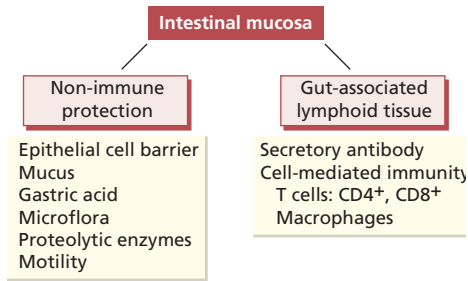 Intestinal mucosa
Non-immune
protection
Epithelial cell barrier
Mucus
Gastric acid
Microflora
Proteolytic enzymes
Motility
Gut-associated
lymphoid tissue
Secretory antibody
Cell-mediated immunity
T cells: CD4⁺, CD8⁺
Macrophages